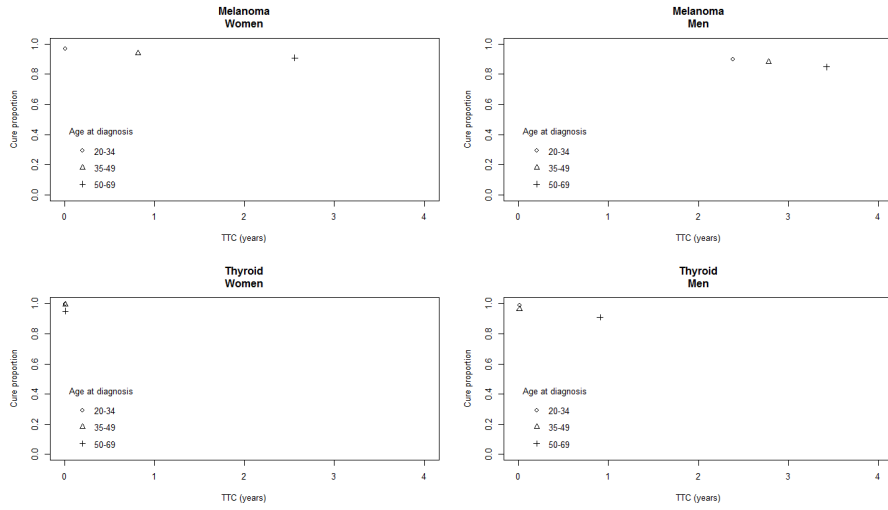 Melanoma
Women
Cure proportion
1.0
0.8
0.6
0.4
0.2
0.0
Age at diagnosis
20-34
35-49
50-69
0 1 2 3 4
TTC (years)
Melanoma
Men
Cure proportion
1.0
0.8
0.6
0.4
0.2
0.0
Age at diagnosis
20-34
35-49
50-69
0 1 2 3 4
TTC (years)
Thyroid
Women
Cure proportion
1.0
0.8
0.6
0.4
0.2
0.0
Age at diagnosis
20-34
35-49
50-69
0 1 2 3 4
TTC (years)
Thyroid
Men
Cure proportion
1.0
0.8
0.6
0.4
0.2
0.0
Age at diagnosis
20-34
35-49
50-69
0 1 2 3 4
TTC (years)